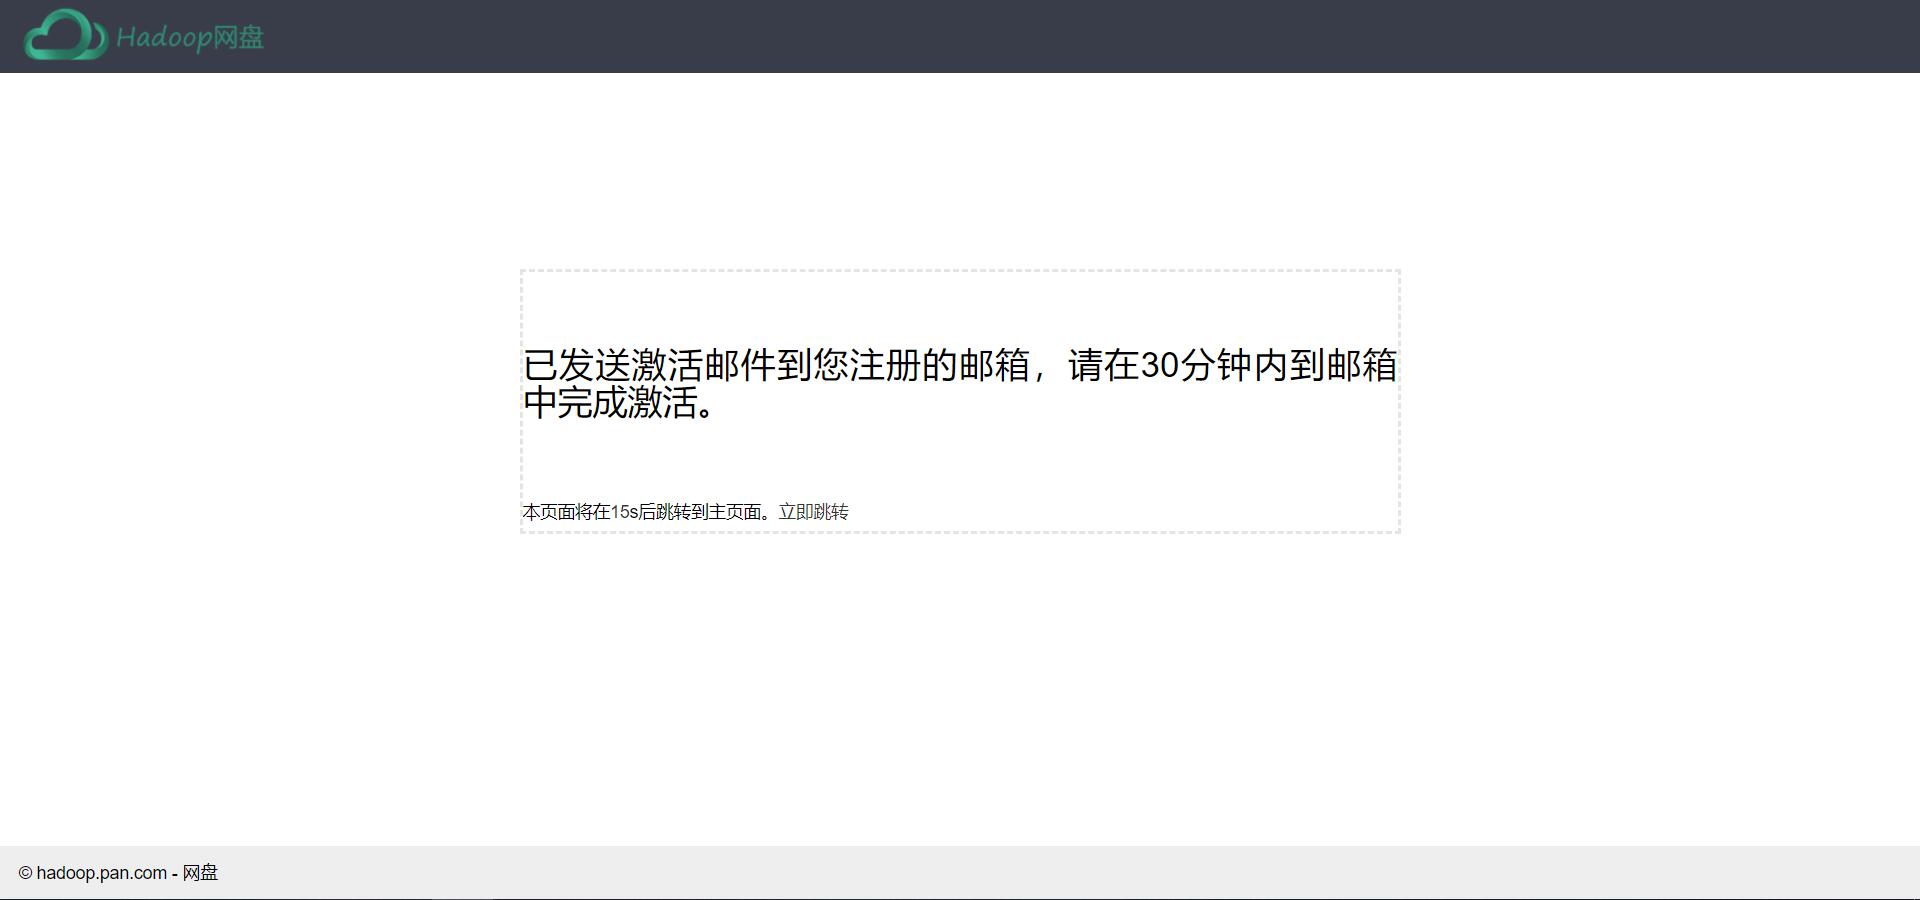 Hadoop网盘
已发送激活邮件到您注册的邮箱，请在30分钟内到邮箱
中完成激活。
本页面将在15s后跳转到主页面。立即跳转
© hadoop.pan.com - 网盘